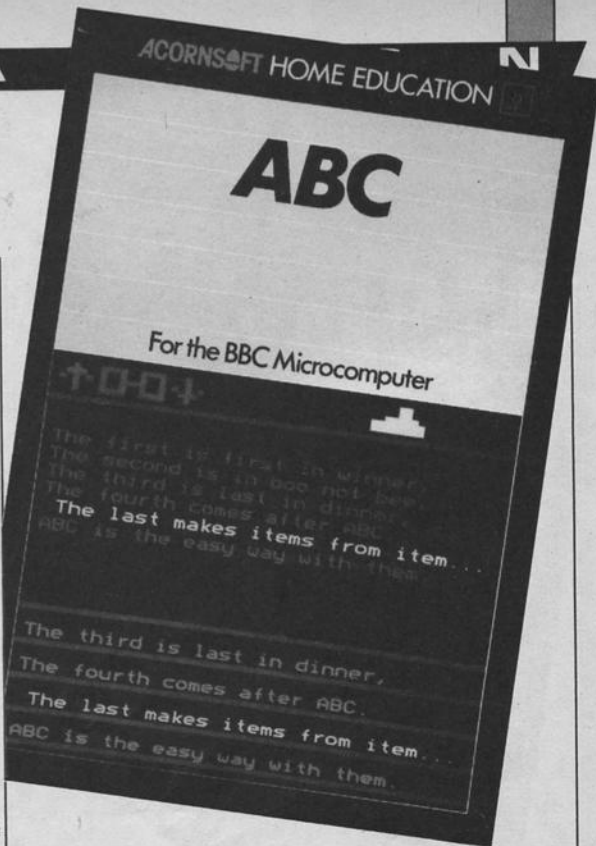 N
ACORNSOFT HOME EDUCATION
ABC
For the BBC Microcomputer
The first is first in winner,
The second is in boo not bee,
The third is last in dinner,
The fourth comes after ABC.
The last makes items from item...
ABC is the easy way with them.
The third is last in dinner,
The fourth comes after ABC.
The last makes items from item...
ABC is the easy way with them.